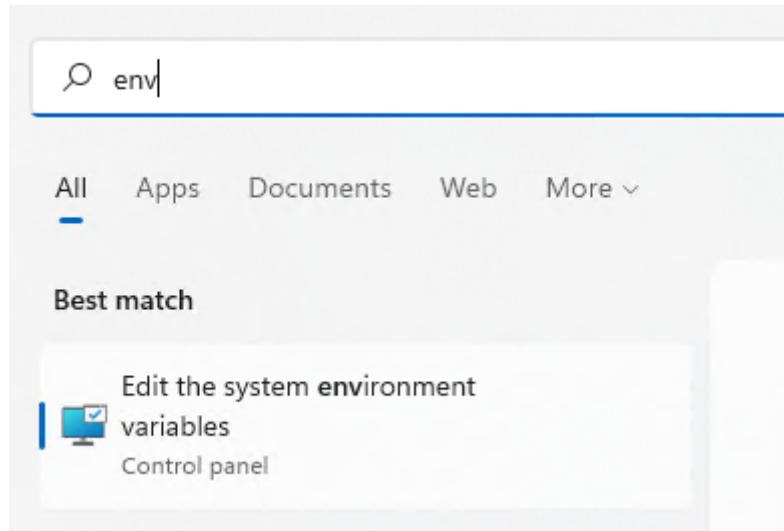 env
All Apps Documents Web More
Best match
Edit the system environment
variables
Control panel